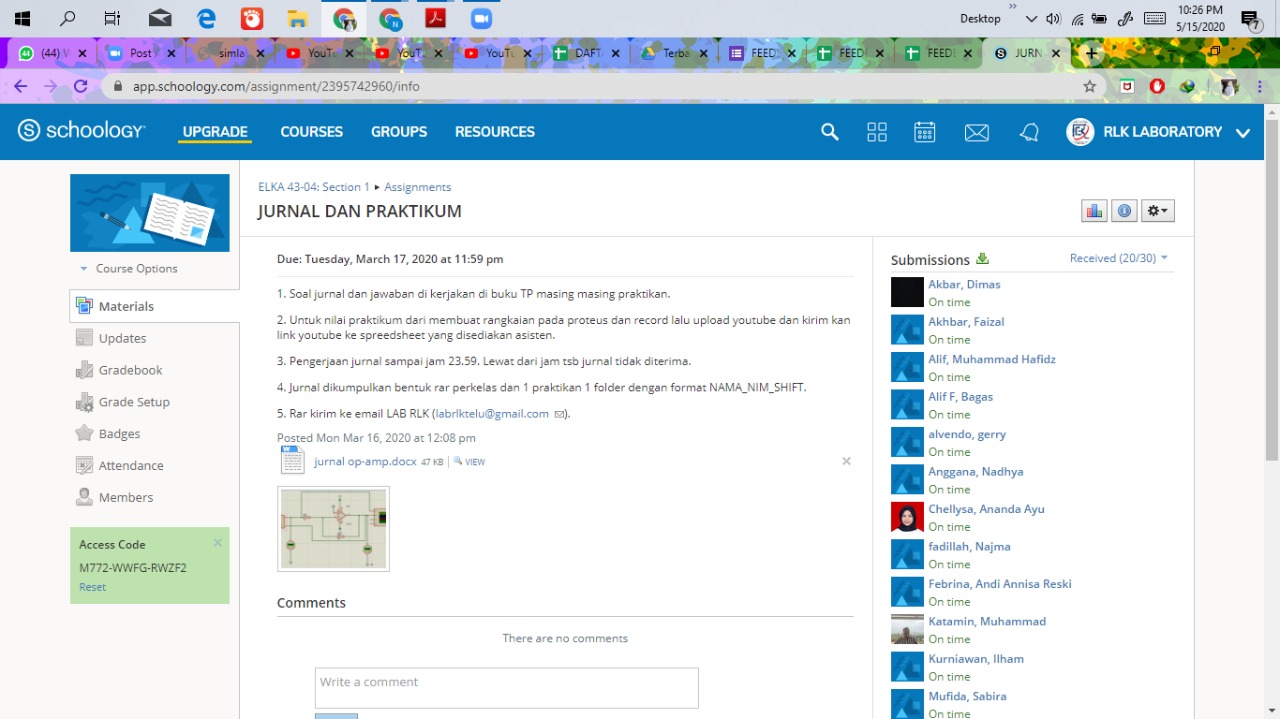 Desktop
10:26 PM
5/15/2020
7
(44) W
Post
simla
YouTu
YouT
YouTu
DAFT
Terba
FEED
FEED
FEEDB
JURN
app.schoology.com/assignment/2395742960/info
schoology
UPGRADE
COURSES
GROUPS
RESOURCES
RLK LABORATORY
ELKA 43-04: Section 1 ▸ Assignments
JURNAL DAN PRAKTIKUM
Course Options
Materials
Updates
Gradebook
Grade Setup
Badges
Attendance
Members
Access Code
M772-WWFG-RWZF2
Reset
Due: Tuesday, March 17, 2020 at 11:59 pm
1. Soal jurnal dan jawaban di kerjakan di buku TP masing masing praktikan.
2. Untuk nilai praktikum dari membuat rangkaian pada proteus dan record lalu upload youtube dan kirim kan
link youtube ke spreedsheet yang disediakan asisten.
3. Pengerjaan jurnal sampai jam 23.59. Lewat dari jam tsb jurnal tidak diterima.
4. Jurnal dikumpulkan bentuk rar perkelas dan 1 praktikan 1 folder dengan format NAMA_NIM_SHIFT.
5. Rar kirim ke email LAB RLK (labrlktelu@gmail.com ).
Posted Mon Mar 16, 2020 at 12:08 pm
jurnal op-amp.docx 47 KB | VIEW
Comments
There are no comments
Write a comment
Submissions
Received (20/30)
Akbar, Dimas
On time
Akhbar, Faizal
On time
Alif, Muhammad Hafidz
On time
Alif F, Bagas
On time
alvendo, gerry
On time
Anggana, Nadhya
On time
Chellysa, Ananda Ayu
On time
fadillah, Najma
On time
Febrina, Andi Annisa Reski
On time
Katamin, Muhammad
On time
Kurniawan, Ilham
On time
Mufida, Sabira
On time